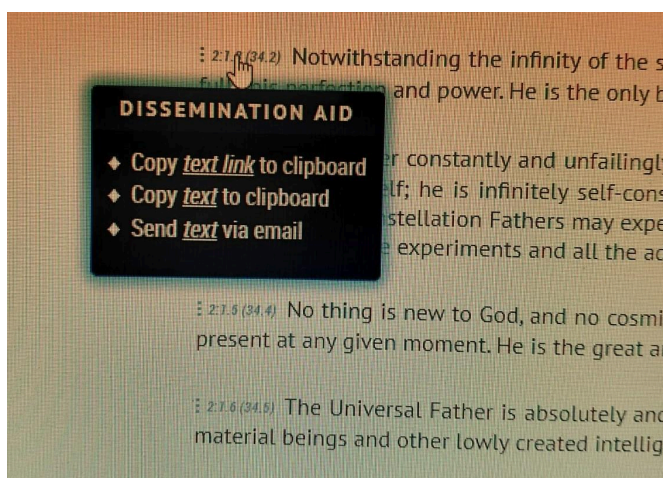 ⋮ 2:1.3 (34.2) Notwithstanding the infinity of the s
and power. He is the only b
DISSEMINATION AID
◆ Copy text link to clipboard
◆ Copy text to clipboard
◆ Send text via email
constantly and unfailingl
he is infinitely self-cons
stellation Fathers may expe
experiments and all the ac
⋮ 2:1.5 (34.4) No thing is new to God, and no cosmi
present at any given moment. He is the great a
⋮ 2:1.6 (34.5) The Universal Father is absolutely and
material beings and other lowly created intellig